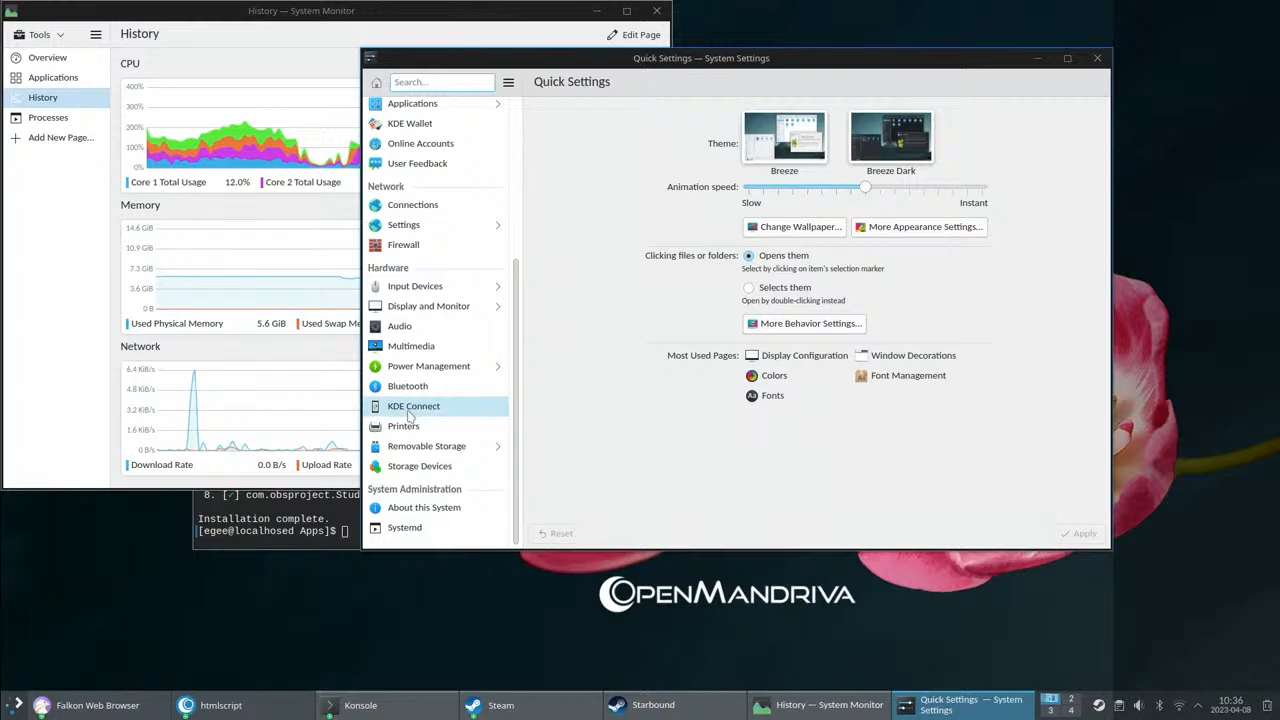 History — System Monitor
Tools
History
Edit Page
Overview
Applications
History
Processes
Add New Page...
CPU
400%
300%
200%
100%
0%
Core 1 Total Usage 12.0% Core 2 Total Usage
Memory
14.6 GiB
10.9 GiB
7.3 GiB
3.6 GiB
0 B
Used Physical Memory 5.6 GiB Used Swap Me
Network
6.4 KiB/s
4.8 KiB/s
3.2 KiB/s
1.6 KiB/s
0 B/s
Download Rate 0.0 B/s Upload Rate
8. [✓] com.obsproject.Stud
Installation complete.
[egee@localhosed Apps]$
Quick Settings — System Settings
Search...
Quick Settings
Applications
KDE Wallet
Online Accounts
User Feedback
Network
Connections
Settings
Firewall
Hardware
Input Devices
Display and Monitor
Audio
Multimedia
Power Management
Bluetooth
KDE Connect
Printers
Removable Storage
Storage Devices
System Administration
About this System
Systemd
Theme:
Breeze Breeze Dark
Animation speed:
Slow Instant
Change Wallpaper... More Appearance Settings...
Clicking files or folders: Opens them
Select by clicking on item's selection marker
Selects them
Open by double-clicking instead
More Behavior Settings...
Most Used Pages: Display Configuration Window Decorations
Colors Font Management
Aa Fonts
Reset Apply
OPENMANDRIVA
Falkon Web Browser
htmlscript
Konsole
Steam
Starbound
History — System Monitor
Quick Settings — System
Settings
1 2
3 4
10:36
2023-04-08